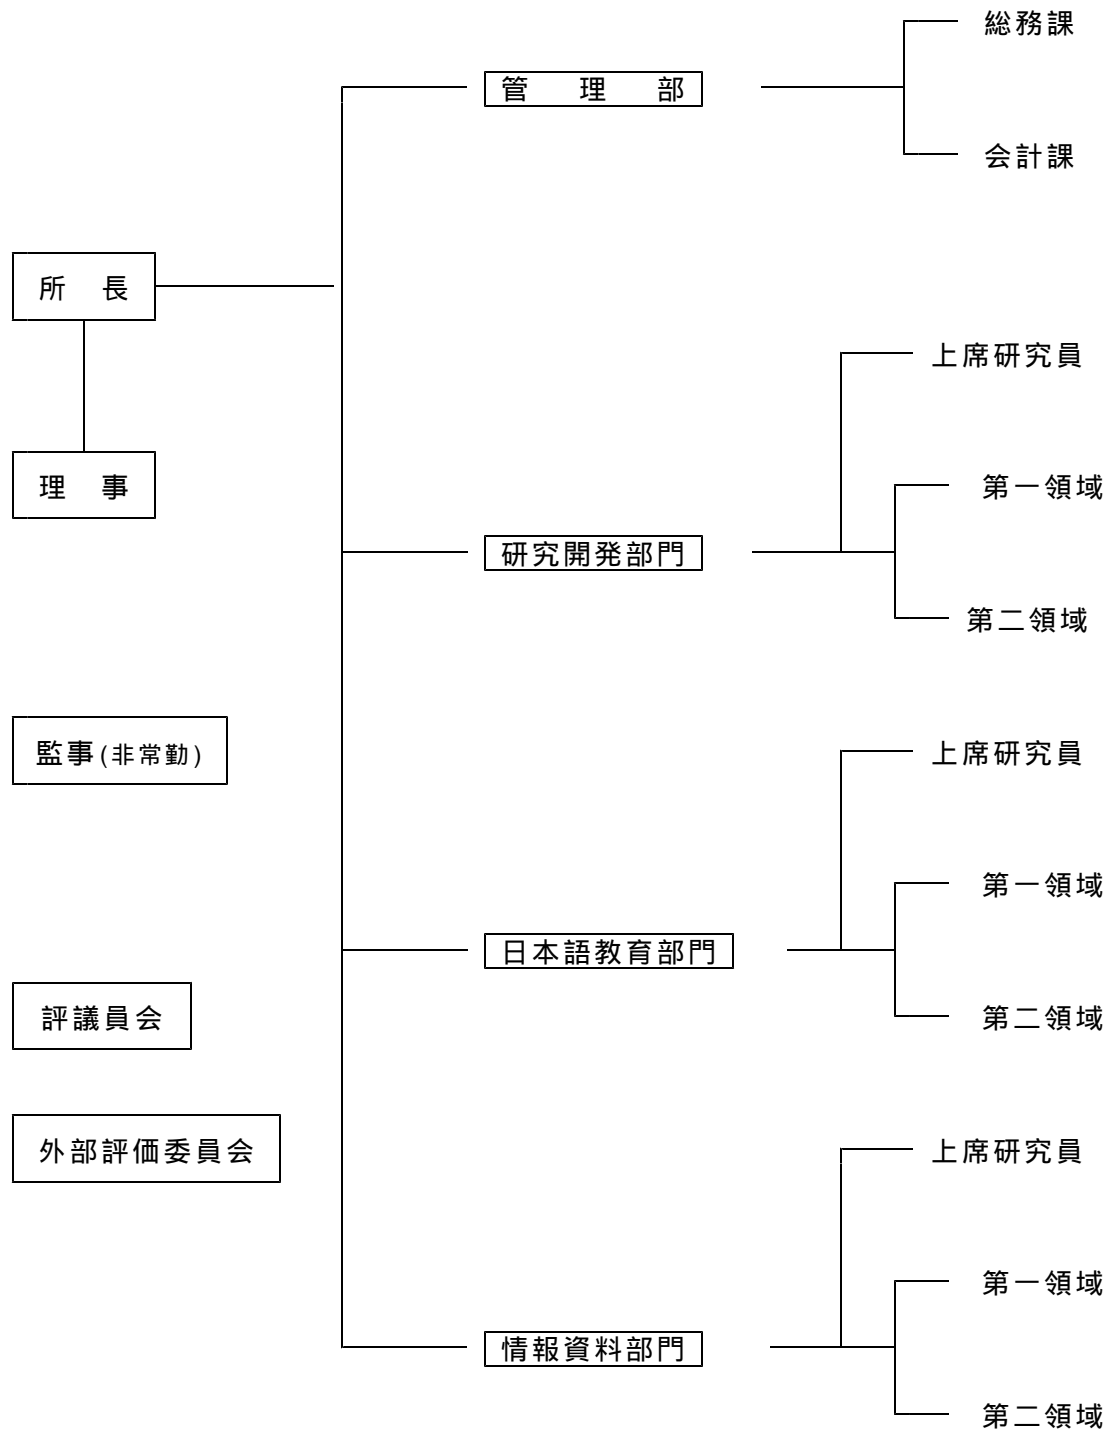 総務課
管　理　部
会計課
所　長
上席研究員
理　事
第一領域
研究開発部門
第二領域
監事(非常勤)
上席研究員
第一領域
日本語教育部門
評議員会
第二領域
外部評価委員会
上席研究員
第一領域
情報資料部門
第二領域